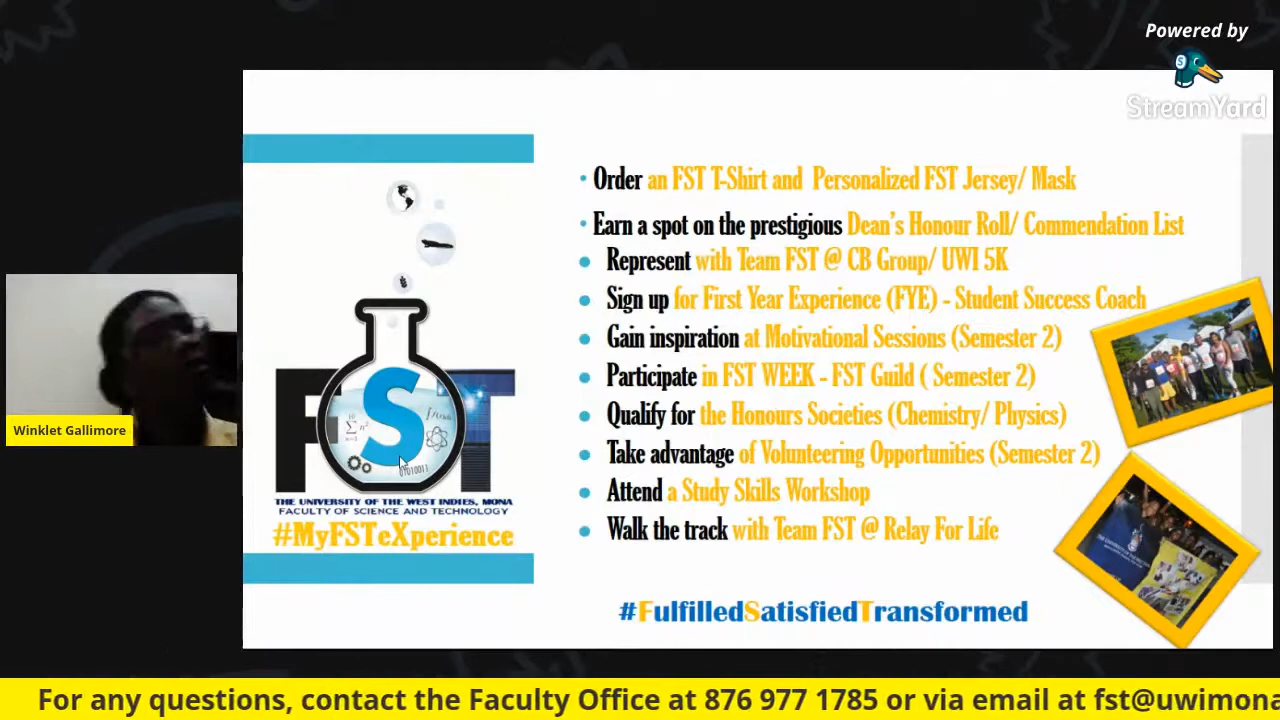 Powered by
StreamYard
• Order an FST T-Shirt and Personalized FST Jersey/ Mask
• Earn a spot on the prestigious Dean's Honour Roll/ Commendation List
• Represent with Team FST @ CB Group/ UWI 5K
• Sign up for First Year Experience (FYE) - Student Success Coach
• Gain inspiration at Motivational Sessions (Semester 2)
• Participate in FST WEEK - FST Guild ( Semester 2)
• Qualify for the Honours Societies (Chemistry/ Physics)
• Take advantage of Volunteering Opportunities (Semester 2)
• Attend a Study Skills Workshop
• Walk the track with Team FST @ Relay For Life
FST
01010011
THE UNIVERSITY OF THE WEST INDIES, MONA
FACULTY OF SCIENCE AND TECHNOLOGY
#MyFSTeXperience
#FulfilledSatisfiedTransformed
Winklet Gallimore
For any questions, contact the Faculty Office at 876 977 1785 or via email at fst@uwimona